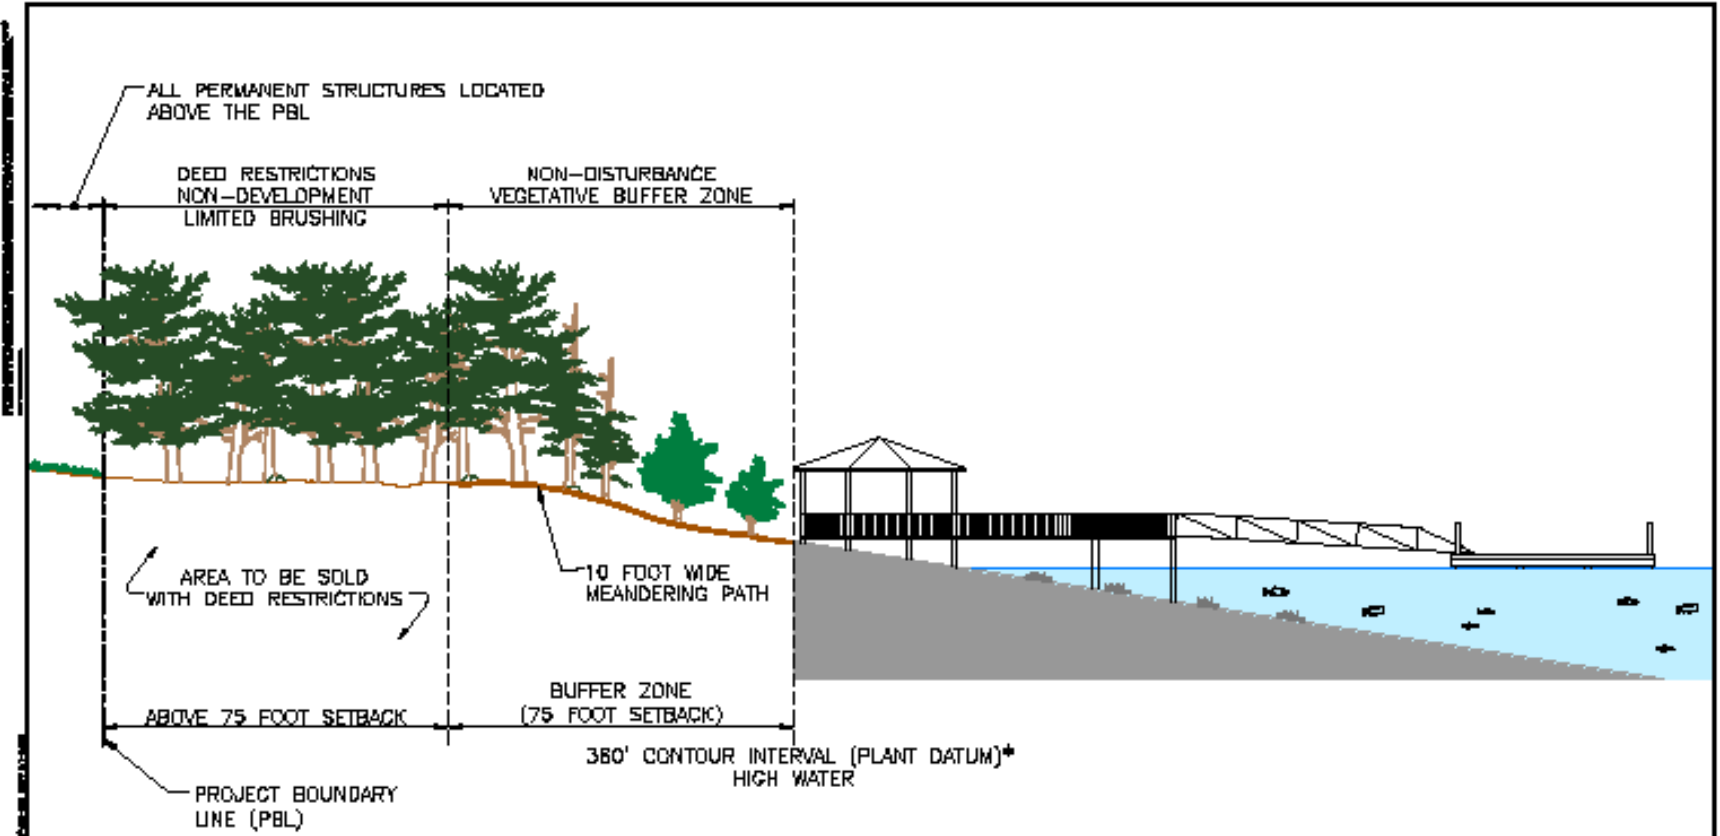 ALL PERMANENT STRUCTURES LOCATED
ABOVE THE PBL
DEED RESTRICTIONS
NON-DEVELOPMENT
LIMITED BRUSHING
NON-DISTURBANCE
VEGETATIVE BUFFER ZONE
10 FOOT WIDE
MEANDERING PATH
AREA TO BE SOLD
WITH DEED RESTRICTIONS
ABOVE 75 FOOT SETBACK
BUFFER ZONE
(75 FOOT SETBACK)
360' CONTOUR INTERVAL (PLANT DATUM)*
HIGH WATER
PROJECT BOUNDARY
LINE (PBL)